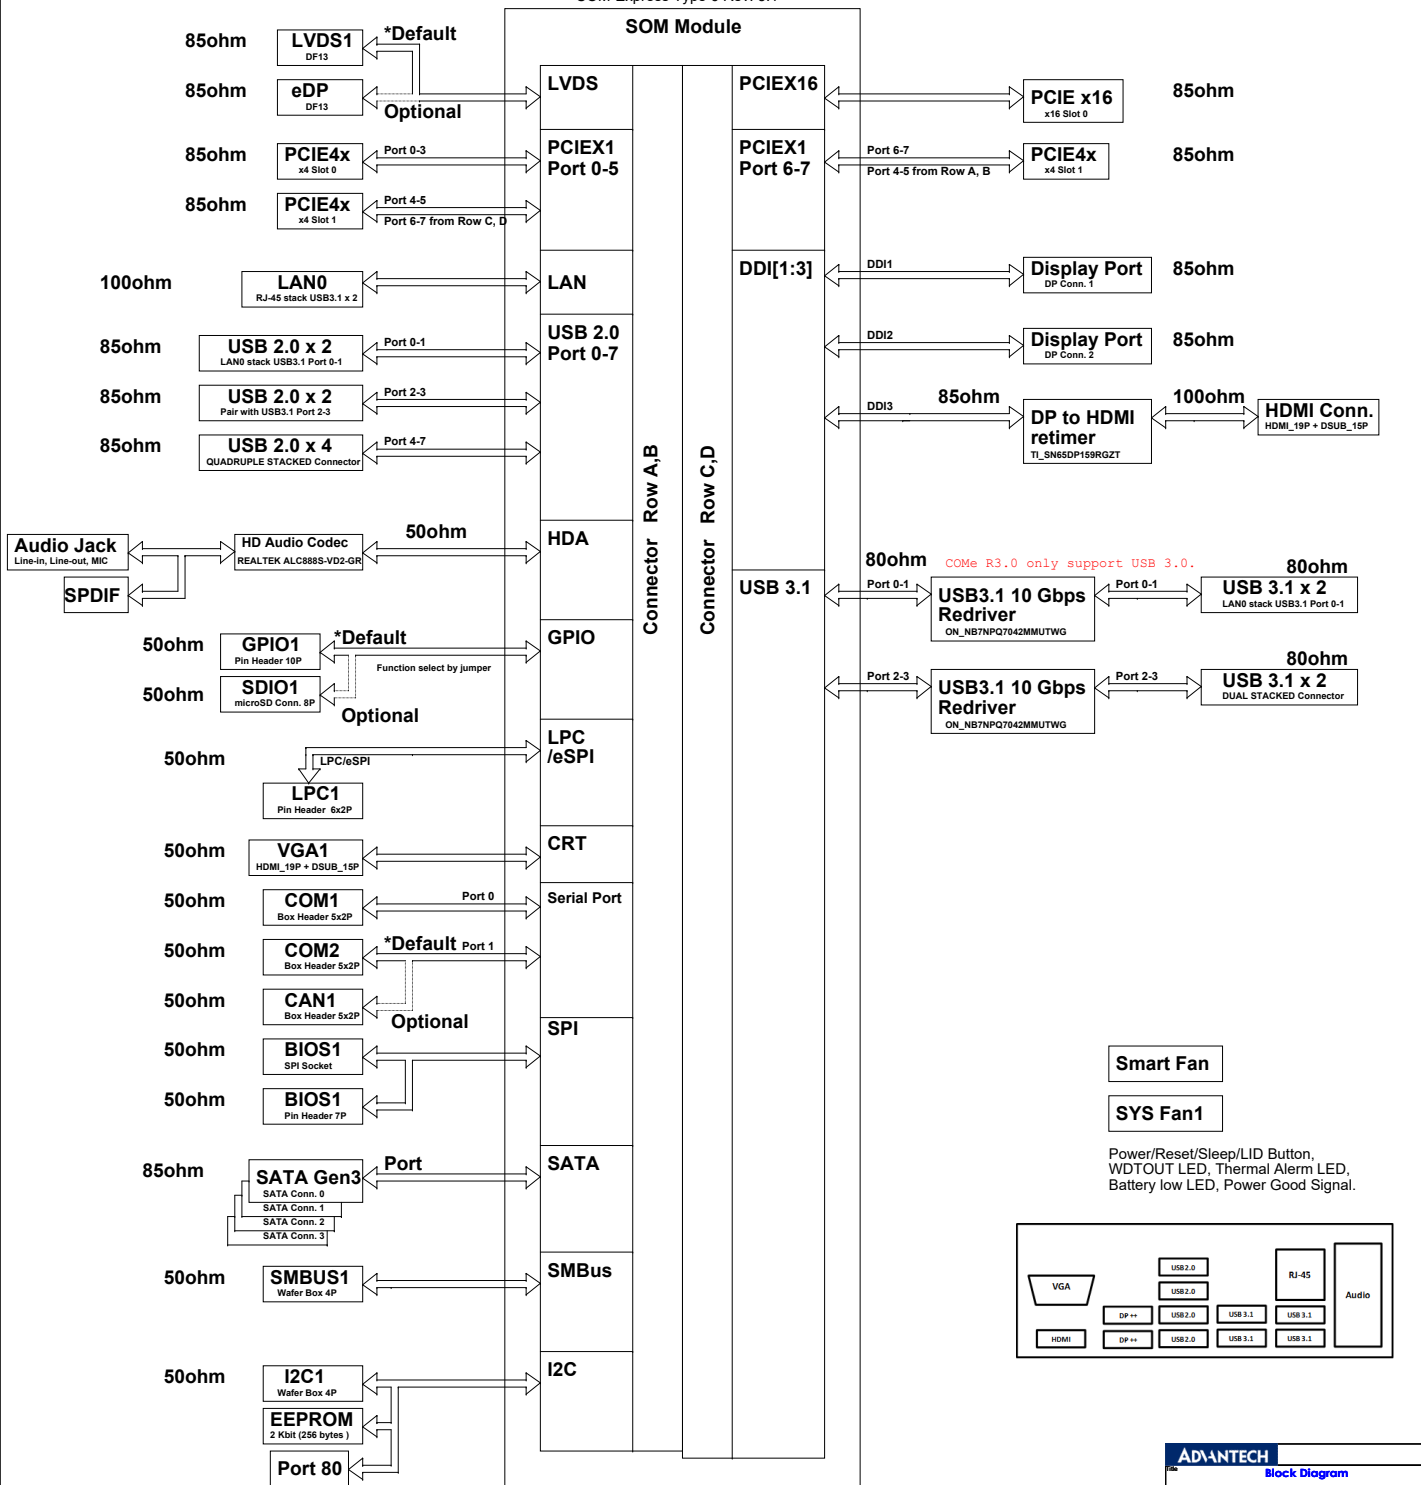 SOM Module
85ohm
LVDS1
DF13
*Default
85ohm
eDP
DF13
Optional
LVDS
85ohm
PCIE4x
x4 Slot 0
Port 0-3
PCIEX1
Port 0-5
85ohm
PCIE4x
x4 Slot 1
Port 4-5
Port 6-7 from Row C, D
100ohm
LAN0
RJ-45 stack USB3.1 x 2
LAN
85ohm
USB 2.0 x 2
LAN0 stack USB3.1 Port 0-1
Port 0-1
USB 2.0
Port 0-7
85ohm
USB 2.0 x 2
Pair with USB3.1 Port 2-3
Port 2-3
85ohm
USB 2.0 x 4
QUADRUPLE STACKED Connector
Port 4-7
Audio Jack
Line-in, Line-out, MIC
SPDIF
HD Audio Codec
REALTEK ALC888S-VD2-GR
50ohm
HDA
50ohm
GPIO1
Pin Header 10P
*Default
Function select by jumper
GPIO
50ohm
SDIO1
microSD Conn. 8P
Optional
50ohm
LPC/eSPI
LPC1
Pin Header 6x2P
LPC
/eSPI
50ohm
VGA1
HDMI_19P + DSUB_15P
CRT
50ohm
COM1
Box Header 5x2P
Port 0
Serial Port
50ohm
COM2
Box Header 5x2P
*Default Port 1
50ohm
CAN1
Box Header 5x2P
Optional
50ohm
BIOS1
SPI Socket
SPI
50ohm
BIOS1
Pin Header 7P
85ohm
SATA Gen3
SATA Conn. 0
SATA Conn. 1
SATA Conn. 2
SATA Conn. 3
Port
SATA
50ohm
SMBUS1
Wafer Box 4P
SMBus
50ohm
I2C1
Wafer Box 4P
I2C
EEPROM
2 Kbit (256 bytes )
Port 80
Connector Row A,B
Connector Row C,D
PCIEX16
PCIE x16
x16 Slot 0
85ohm
PCIEX1
Port 6-7
Port 6-7
Port 4-5 from Row A, B
PCIE4x
x4 Slot 1
85ohm
DDI[1:3]
DDI1
Display Port
DP Conn. 1
85ohm
DDI2
Display Port
DP Conn. 2
85ohm
DDI3
85ohm
DP to HDMI
retimer
TI_SN65DP159RGZT
100ohm
HDMI Conn.
HDMI_19P + DSUB_15P
USB 3.1
80ohm
COMe R3.0 only support USB 3.0.
Port 0-1
USB3.1 10 Gbps
Redriver
ON_NB7NPQ7042MMUTWG
Port 0-1
80ohm
USB 3.1 x 2
LAN0 stack USB3.1 Port 0-1
Port 2-3
USB3.1 10 Gbps
Redriver
ON_NB7NPQ7042MMUTWG
Port 2-3
80ohm
USB 3.1 x 2
DUAL STACKED Connector
Smart Fan
SYS Fan1
Power/Reset/Sleep/LID Button,
WDTOUT LED, Thermal Alerm LED,
Battery low LED, Power Good Signal.
VGA
HDMI
DP ++
DP ++
USB2.0
USB2.0
USB2.0
USB2.0
USB 3.1
USB 3.1
RJ-45
USB 3.1
USB 3.1
Audio
ADVANTECH
Title
Block Diagram